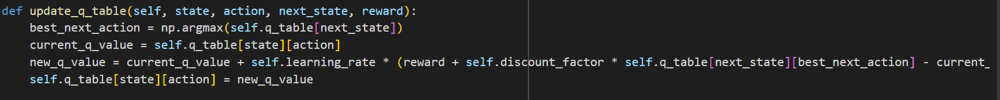 def update_q_table(self, state, action, next_state, reward):
    best_next_action = np.argmax(self.q_table[next_state])
    current_q_value = self.q_table[state][action]
    new_q_value = current_q_value + self.learning_rate * (reward + self.discount_factor * self.q_table[next_state][best_next_action] - current_
    self.q_table[state][action] = new_q_value